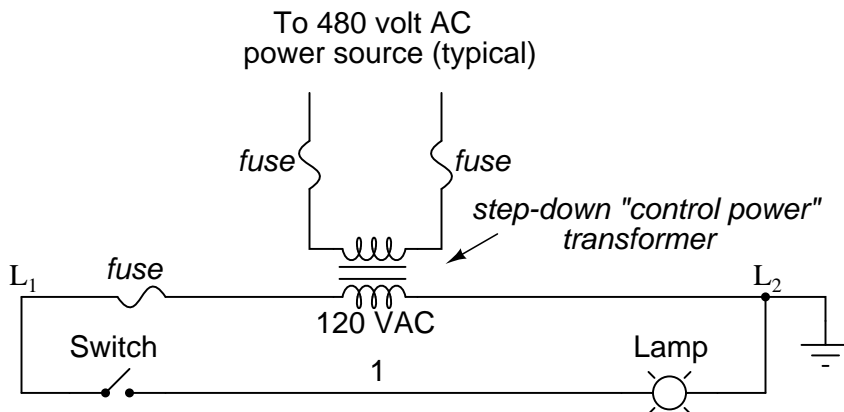 To 480 volt AC
power source (typical)
fuse
fuse
step-down "control power"
transformer
L₁
fuse
L₂
120 VAC
Switch
1
Lamp